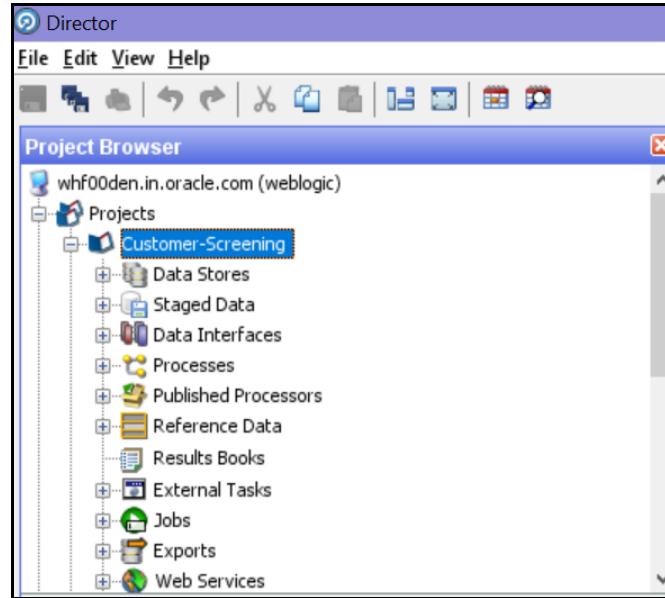 Director
File Edit View Help
Project Browser
whf00den.in.oracle.com (weblogic)
Projects
Customer-Screening
Data Stores
Staged Data
Data Interfaces
Processes
Published Processors
Reference Data
Results Books
External Tasks
Jobs
Exports
Web Services